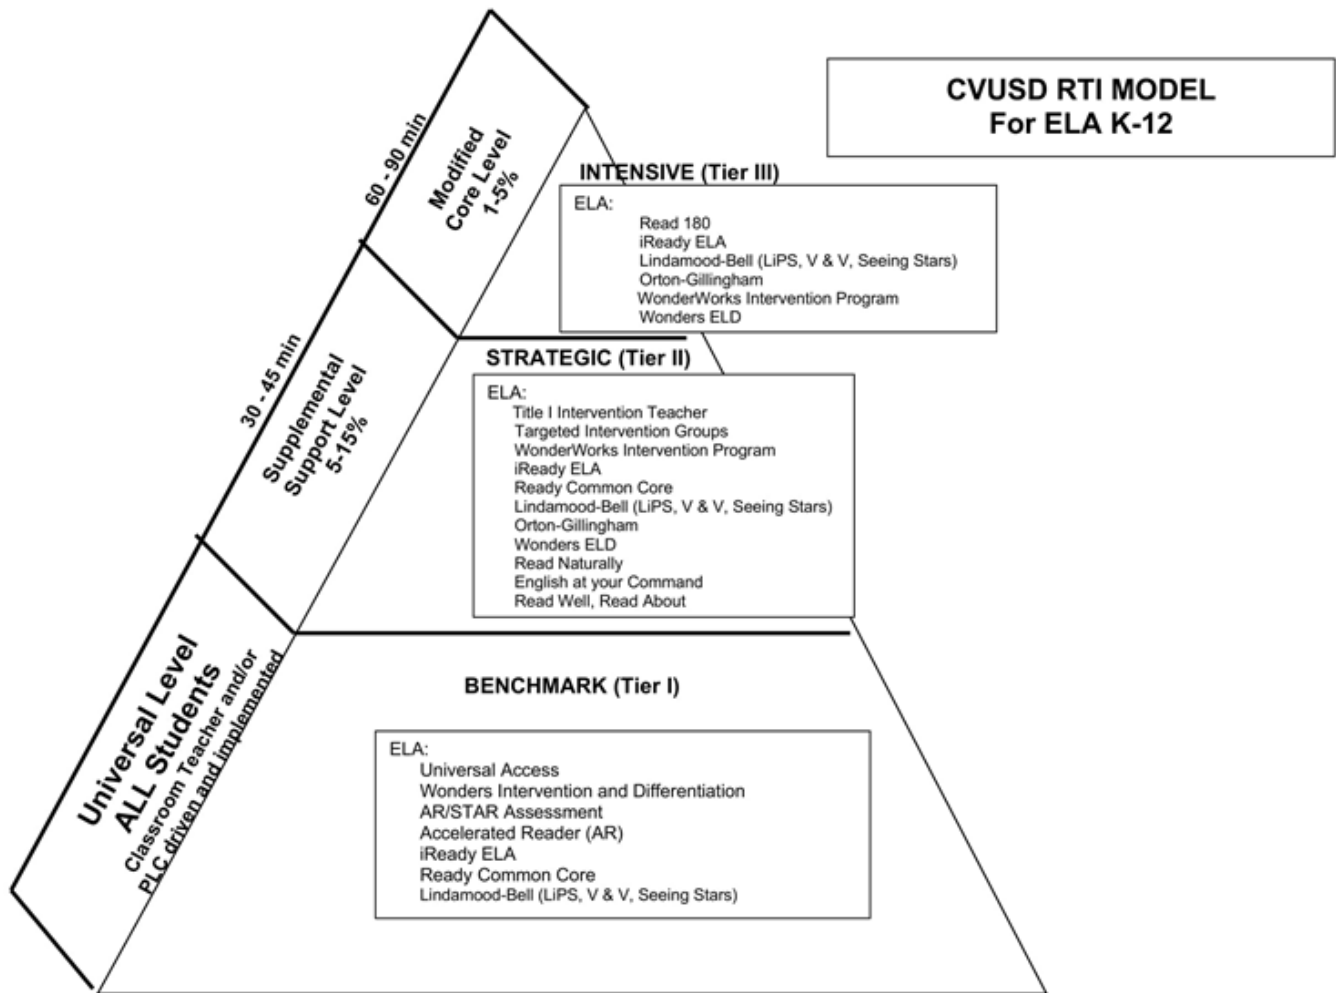 CVUSD RTI MODEL
For ELA K-12
60 - 90 min
Modified
Core Level
1-5%
INTENSIVE (Tier III)
ELA:
Read 180
iReady ELA
Lindamood-Bell (LiPS, V & V, Seeing Stars)
Orton-Gillingham
WonderWorks Intervention Program
Wonders ELD
30 - 45 min
Supplemental
Support Level
5-15%
STRATEGIC (Tier II)
ELA:
Title I Intervention Teacher
Targeted Intervention Groups
WonderWorks Intervention Program
iReady ELA
Ready Common Core
Lindamood-Bell (LiPS, V & V, Seeing Stars)
Orton-Gillingham
Wonders ELD
Read Naturally
English at your Command
Read Well, Read About
Universal Level
ALL Students
Classroom Teacher and/or
PLC driven and implemented
BENCHMARK (Tier I)
ELA:
Universal Access
Wonders Intervention and Differentiation
AR/STAR Assessment
Accelerated Reader (AR)
iReady ELA
Ready Common Core
Lindamood-Bell (LiPS, V & V, Seeing Stars)